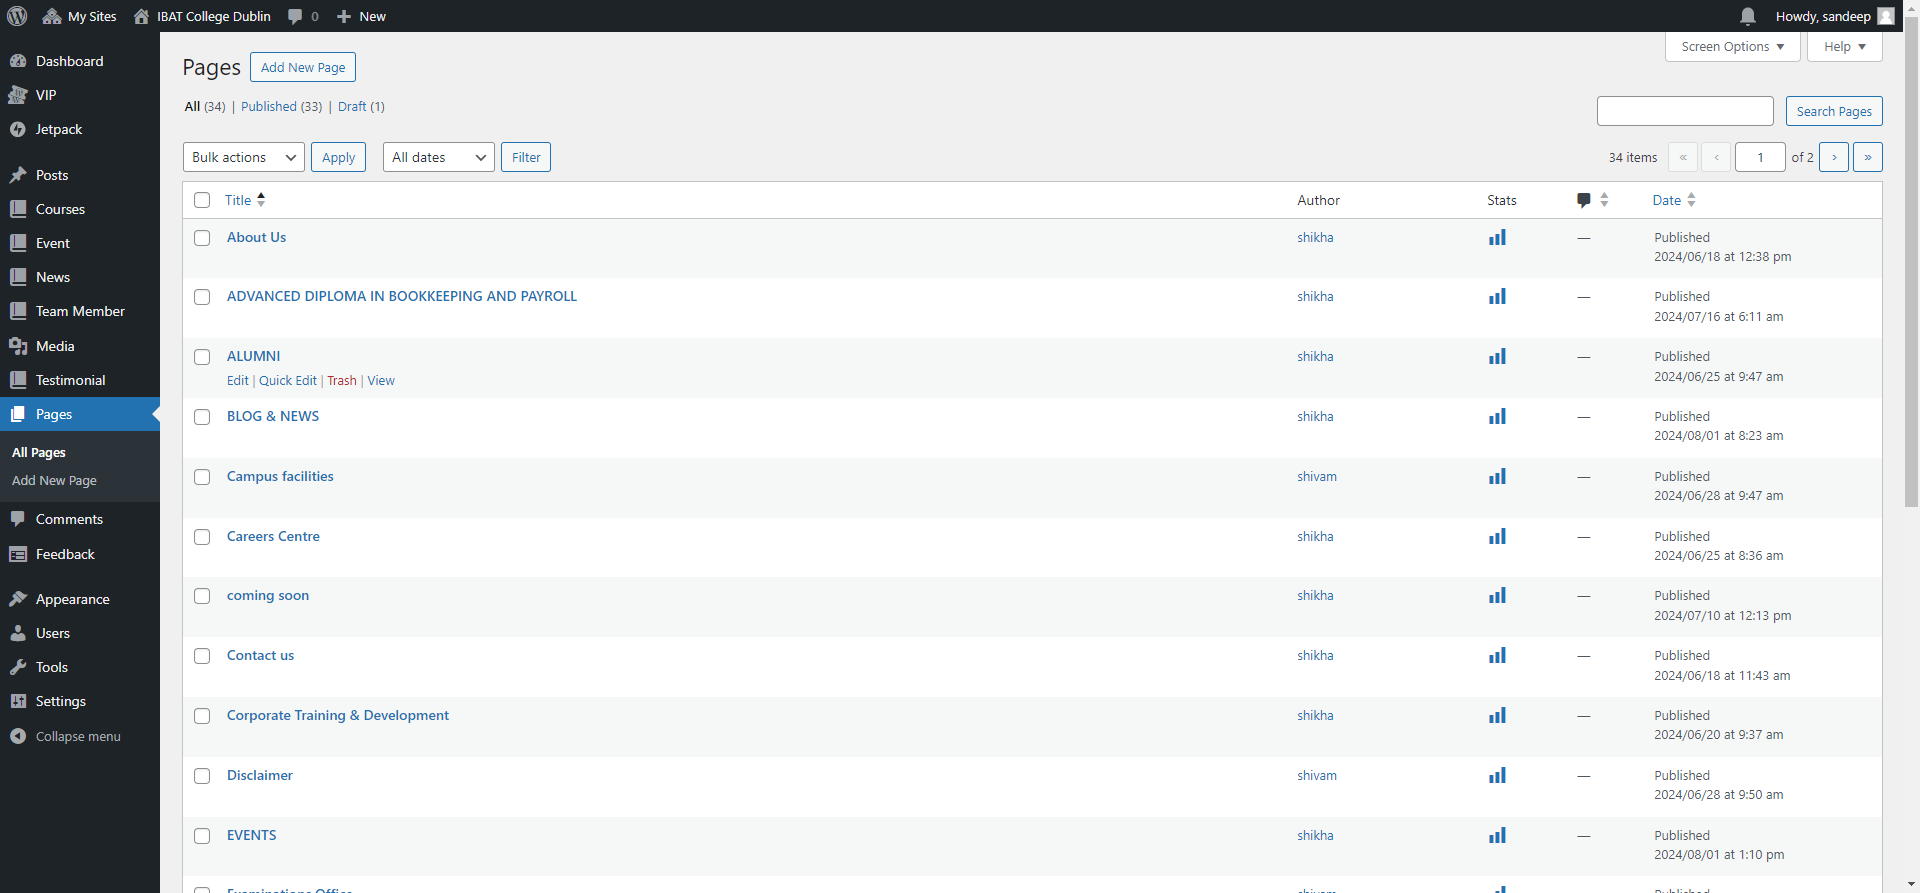 My Sites IBAT College Dublin 0 New Howdy, sandeep
Screen Options Help
Dashboard
VIP
Jetpack
Posts
Courses
Event
News
Team Member
Media
Testimonial
Pages
All Pages
Add New Page
Comments
Feedback
Appearance
Users
Tools
Settings
Collapse menu
Pages Add New Page
All (34) | Published (33) | Draft (1)
Search Pages
Bulk actions Apply All dates Filter 34 items « ‹ 1 of 2 › »
Title Author Stats Date
About Us shikha — Published
2024/06/18 at 12:38 pm
ADVANCED DIPLOMA IN BOOKKEEPING AND PAYROLL shikha — Published
2024/07/16 at 6:11 am
ALUMNI shikha — Published
Edit | Quick Edit | Trash | View 2024/06/25 at 9:47 am
BLOG & NEWS shikha — Published
2024/08/01 at 8:23 am
Campus facilities shivam — Published
2024/06/28 at 9:47 am
Careers Centre shikha — Published
2024/06/25 at 8:36 am
coming soon shikha — Published
2024/07/10 at 12:13 pm
Contact us shikha — Published
2024/06/18 at 11:43 am
Corporate Training & Development shikha — Published
2024/06/20 at 9:37 am
Disclaimer shivam — Published
2024/06/28 at 9:50 am
EVENTS shikha — Published
2024/08/01 at 1:10 pm
Examinations Office shivam Published